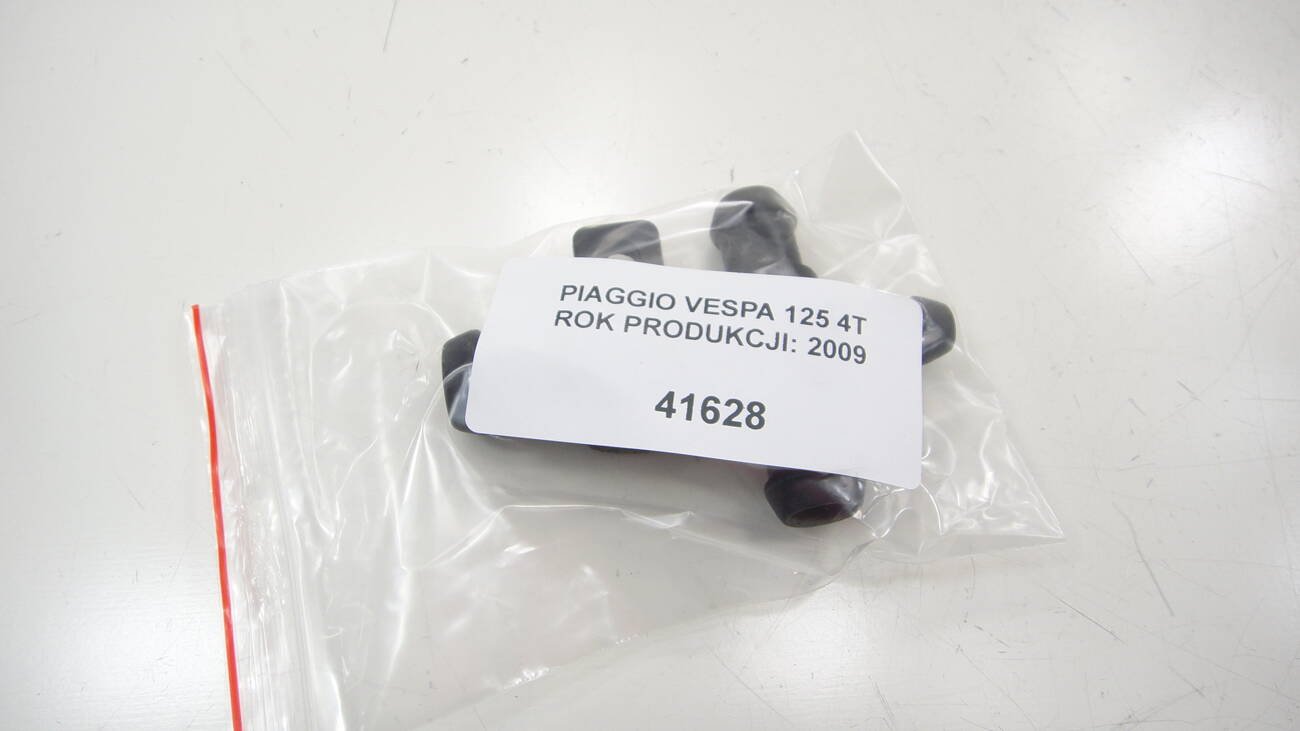 PIAGGIO VESPA 125 4T
ROK PRODUKCJI: 2009
41628